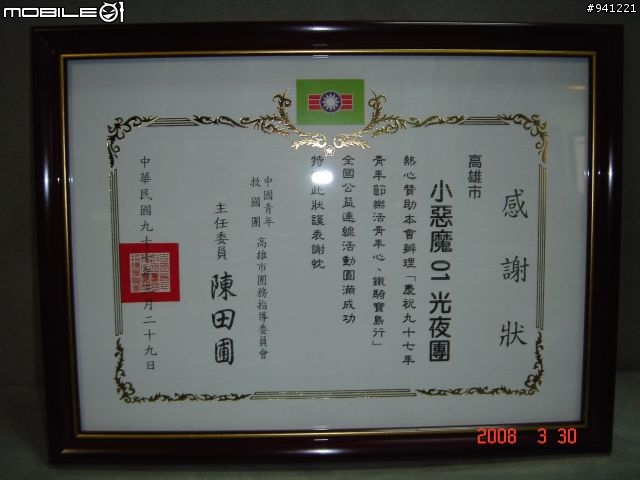 MOBILE01
#941221
感謝狀
高雄市
小惡魔01光夜團
熱心贊助本會辦理「慶祝九十七年
青年節樂活青年心、鐵騎寶島行」
全國公益連線活動圓滿成功
特 此狀謹表謝忱
中國青年
救國團 高雄市團務指導委員會
主任委員 陳田圃
中華民國九十七年三月二十九日
2008 3 30